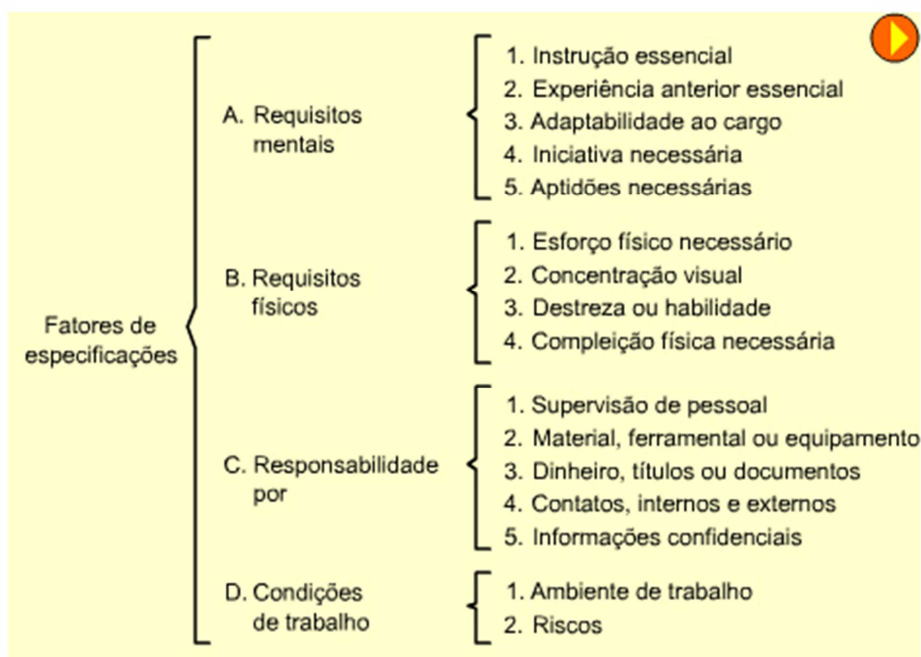 Fatores de
especificações
A. Requisitos
mentais
1. Instrução essencial
2. Experiência anterior essencial
3. Adaptabilidade ao cargo
4. Iniciativa necessária
5. Aptidões necessárias
B. Requisitos
físicos
1. Esforço físico necessário
2. Concentração visual
3. Destreza ou habilidade
4. Compleição física necessária
C. Responsabilidade
por
1. Supervisão de pessoal
2. Material, ferramental ou equipamento
3. Dinheiro, títulos ou documentos
4. Contatos, internos e externos
5. Informações confidenciais
D. Condições
de trabalho
1. Ambiente de trabalho
2. Riscos